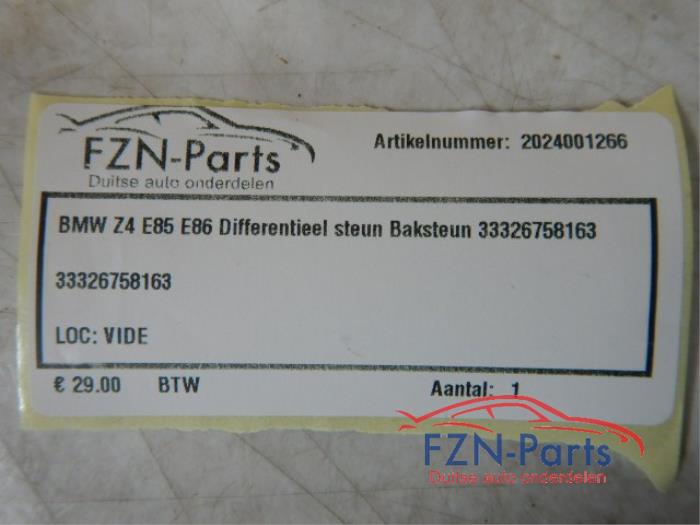 FZN-Parts
Duitse auto onderdelen
Artikelnummer: 2024001266
BMW Z4 E85 E86 Differentieel steun Baksteun 33326758163
33326758163
LOC: VIDE
€ 29.00 BTW Aantal: 1
FZN-Parts
Duitse auto onderdelen